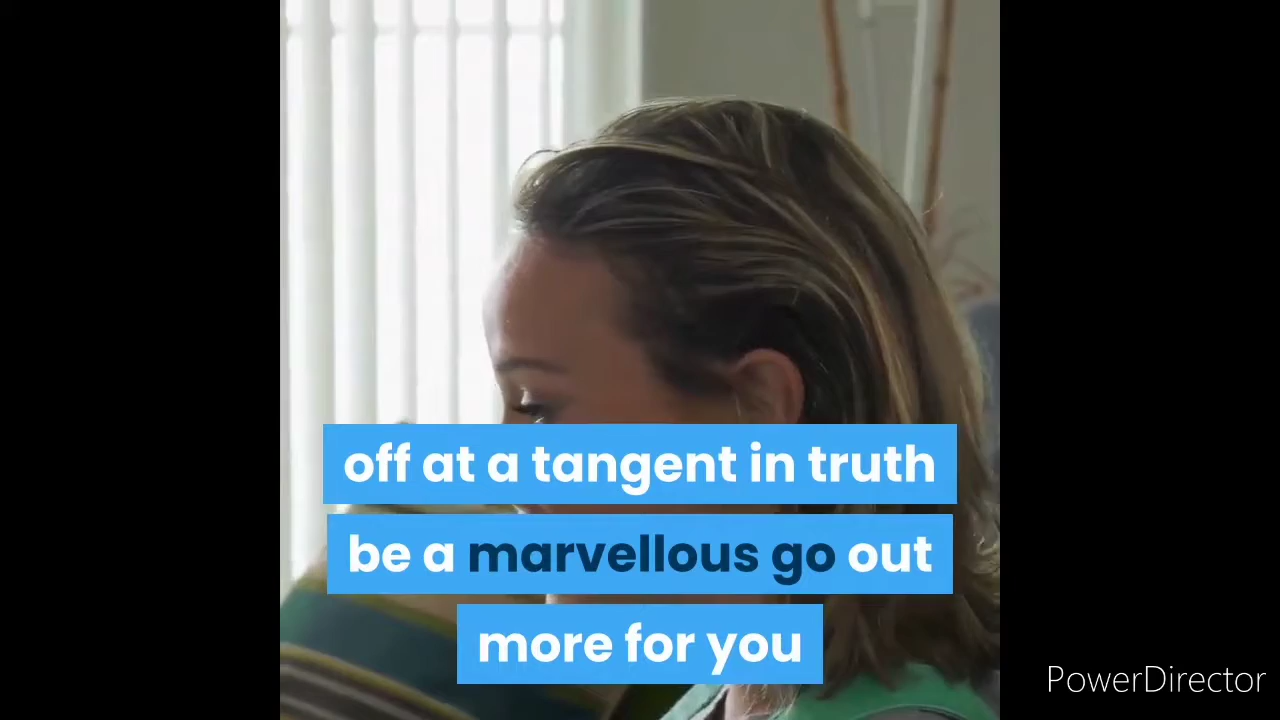 off at a tangent in truth
be a marvellous go out
more for you
PowerDirector